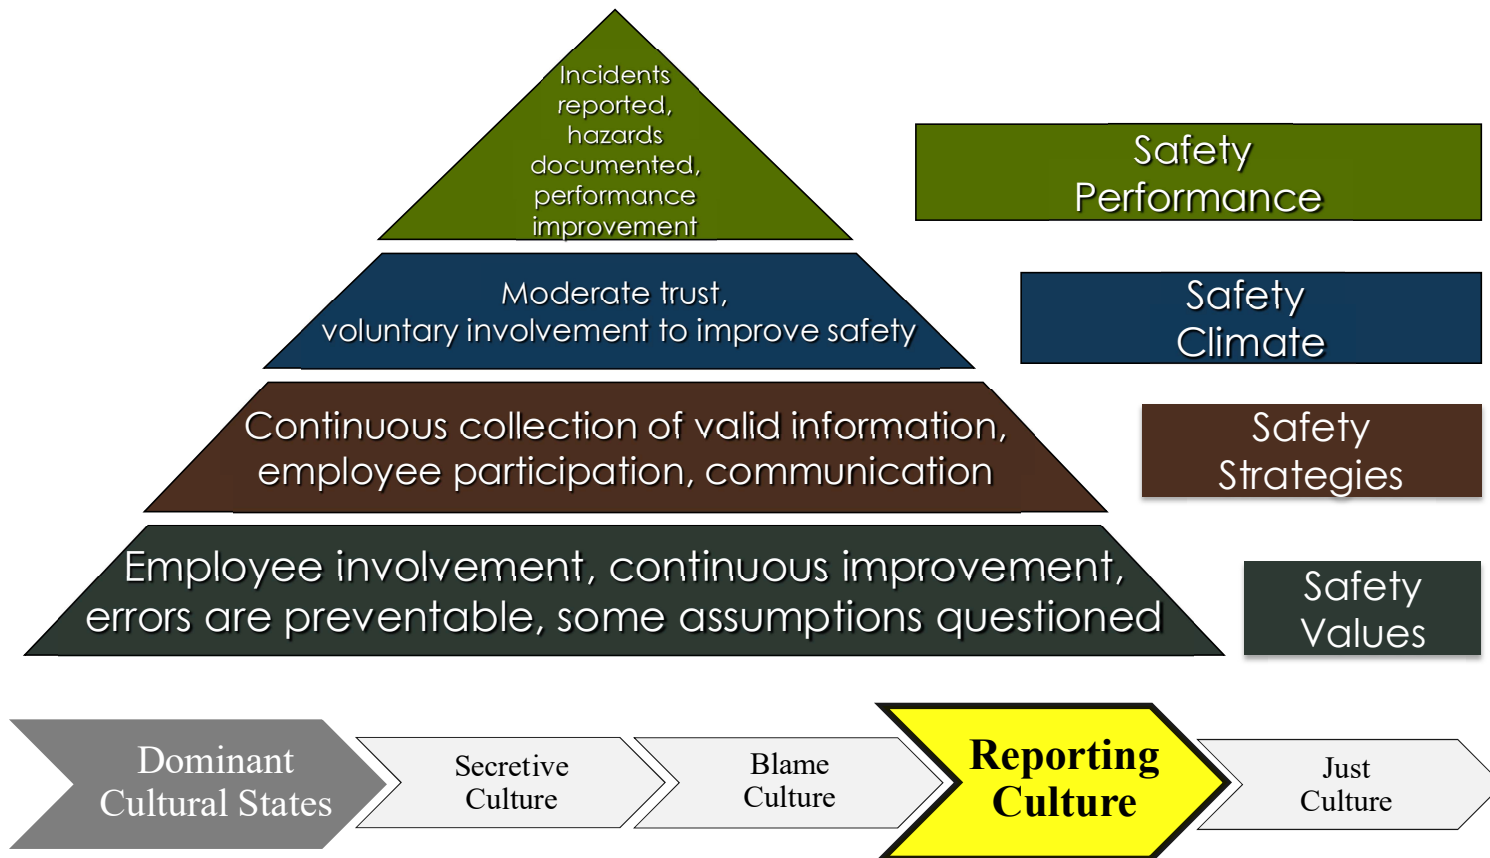 Incidents
reported,
hazards
documented,
performance
improvement
Safety
Performance
Moderate trust,
voluntary involvement to improve safety
Safety
Climate
Continuous collection of valid information,
employee participation, communication
Safety
Strategies
Employee involvement, continuous improvement,
errors are preventable, some assumptions questioned
Safety
Values
Dominant
Cultural States
Secretive
Culture
Blame
Culture
Reporting
Culture
Just
Culture